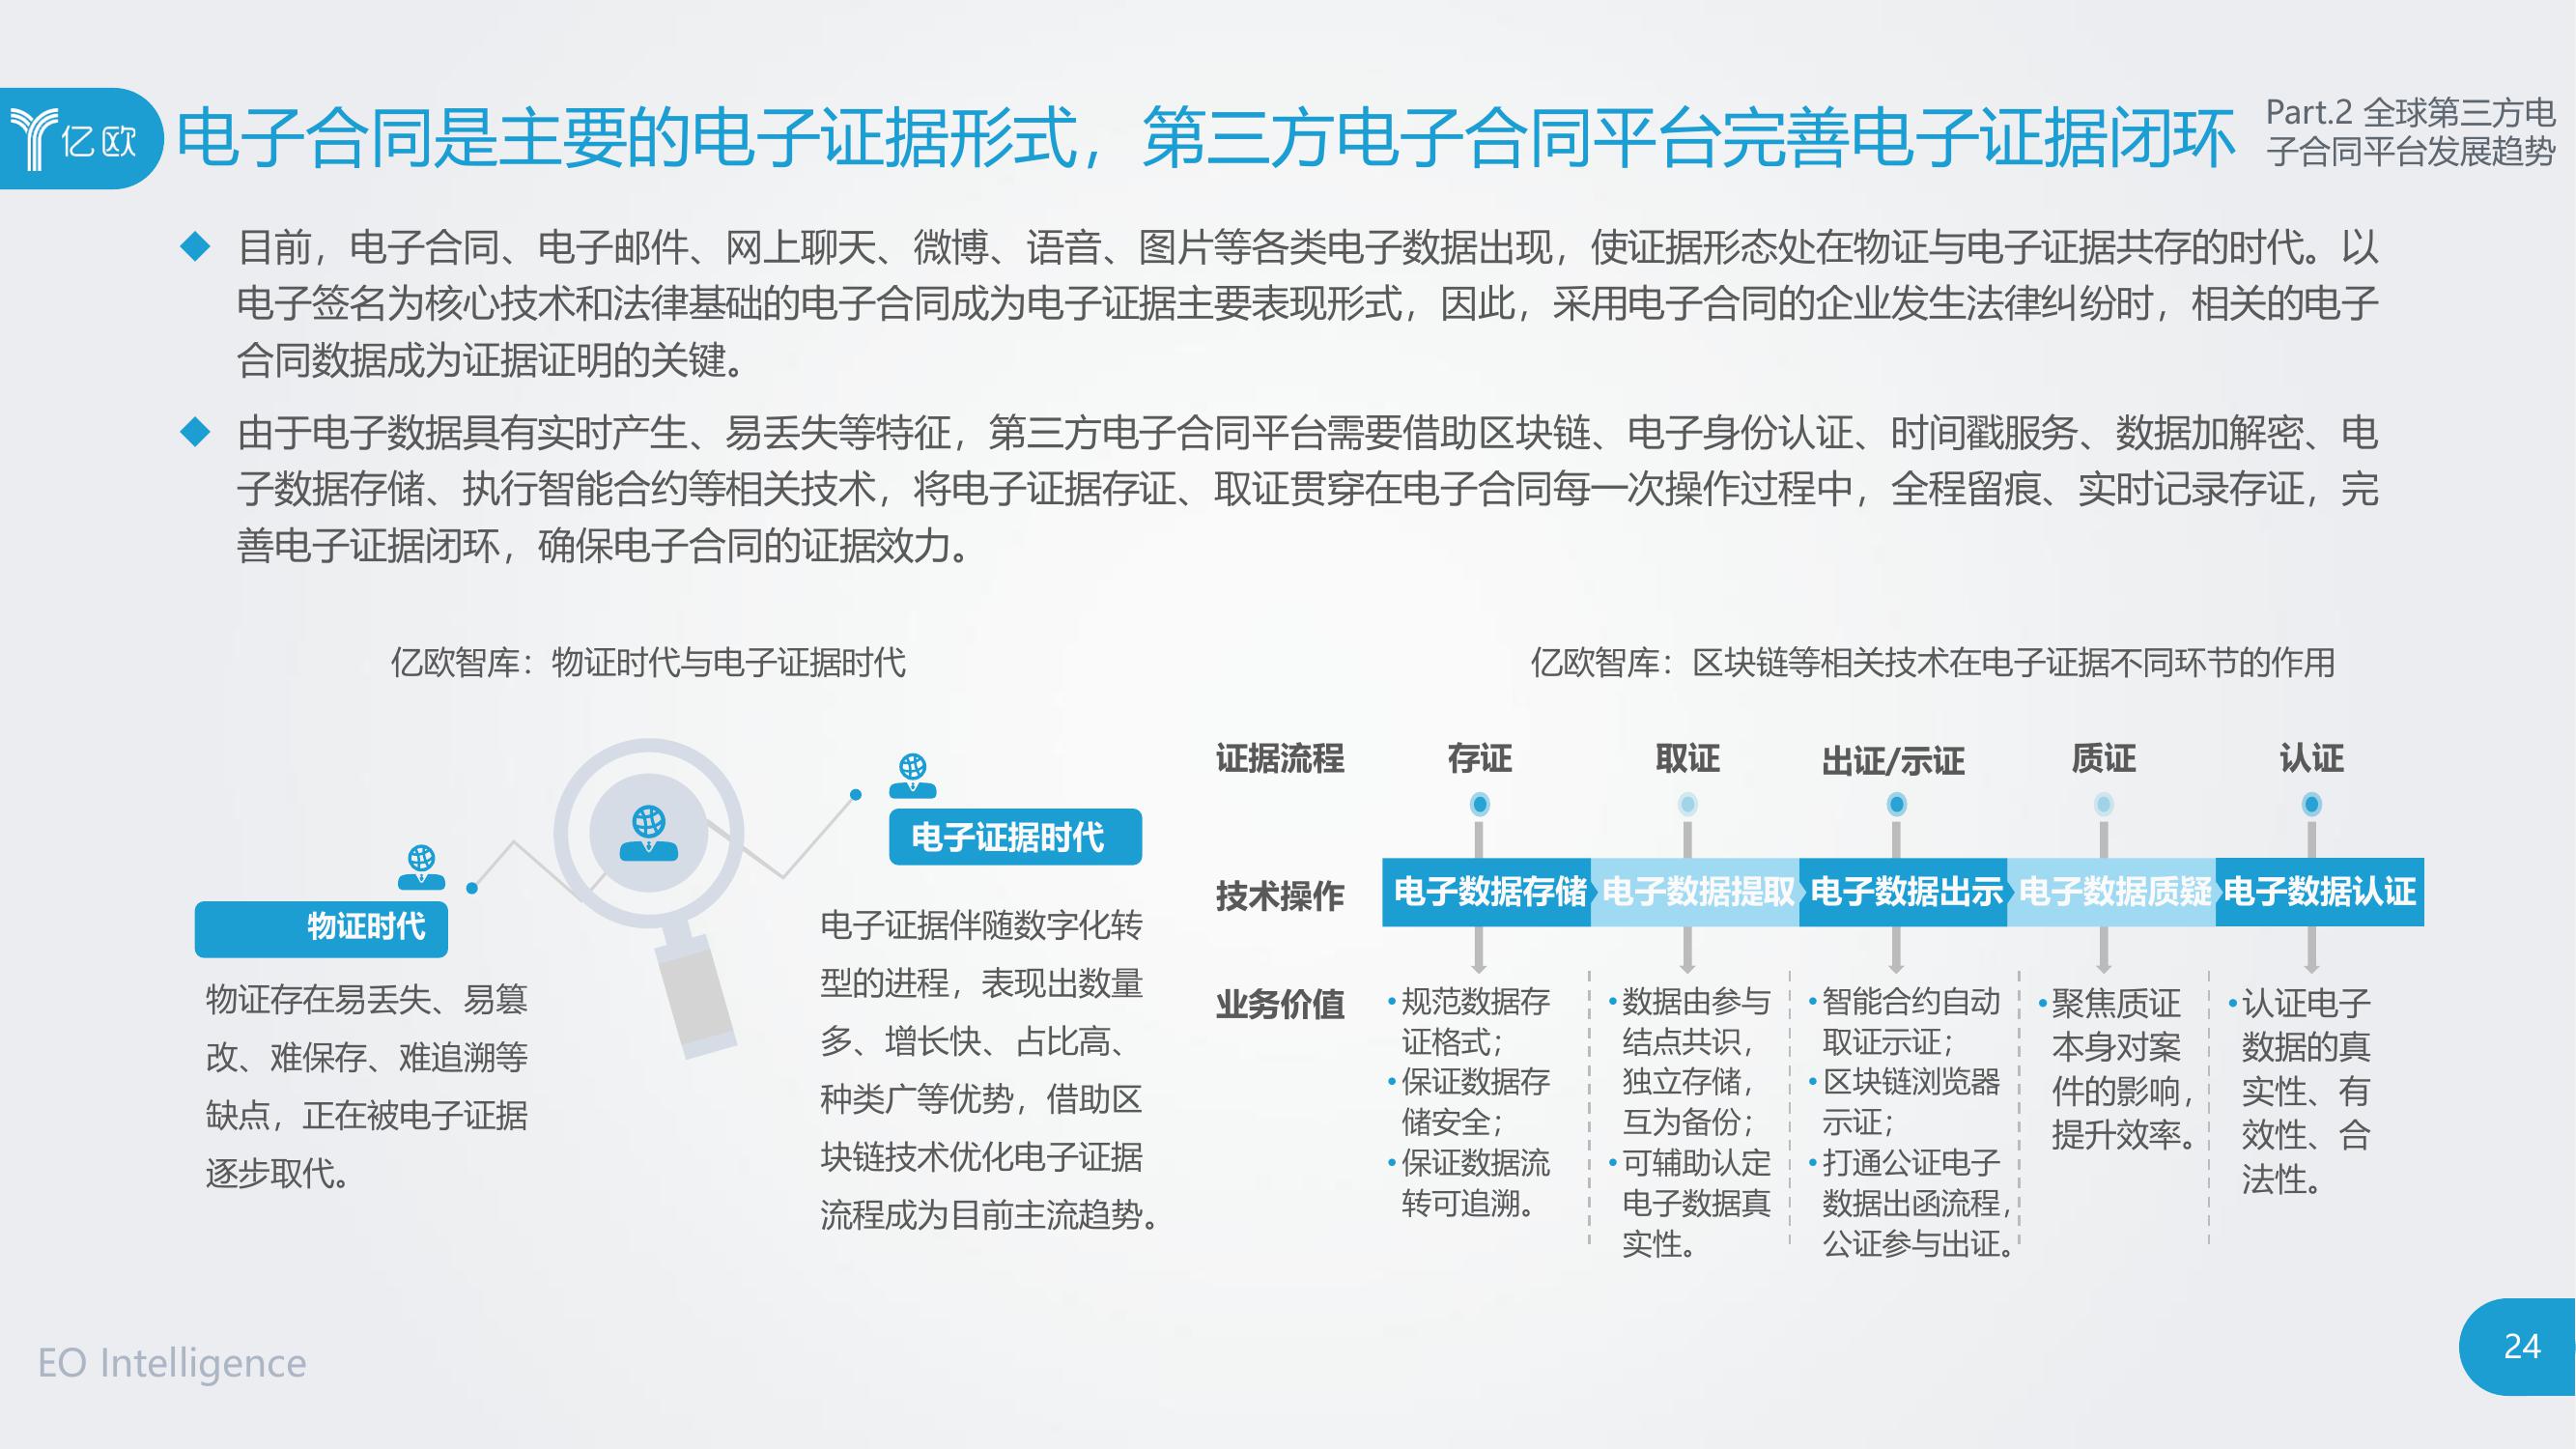 亿欧
电子合同是主要的电子证据形式，第三方电子合同平台完善电子证据闭环
Part.2 全球第三方电
子合同平台发展趋势
目前，电子合同、电子邮件、网上聊天、微博、语音、图片等各类电子数据出现，使证据形态处在物证与电子证据共存的时代。以
电子签名为核心技术和法律基础的电子合同成为电子证据主要表现形式，因此，采用电子合同的企业发生法律纠纷时，相关的电子
合同数据成为证据证明的关键。
由于电子数据具有实时产生、易丢失等特征，第三方电子合同平台需要借助区块链、电子身份认证、时间戳服务、数据加解密、电
子数据存储、执行智能合约等相关技术，将电子证据存证、取证贯穿在电子合同每一次操作过程中，全程留痕、实时记录存证，完
善电子证据闭环，确保电子合同的证据效力。
亿欧智库：物证时代与电子证据时代
物证时代
物证存在易丢失、易篡
改、难保存、难追溯等
缺点，正在被电子证据
逐步取代。
电子证据时代
电子证据伴随数字化转
型的进程，表现出数量
多、增长快、占比高、
种类广等优势，借助区
块链技术优化电子证据
流程成为目前主流趋势。
亿欧智库：区块链等相关技术在电子证据不同环节的作用
证据流程 存证 取证 出证/示证 质证 认证
技术操作 电子数据存储 电子数据提取 电子数据出示 电子数据质疑 电子数据认证
业务价值
•规范数据存
证格式；
•保证数据存
储安全；
•保证数据流
转可追溯。
•数据由参与
结点共识，
独立存储，
互为备份；
•可辅助认定
电子数据真
实性。
•智能合约自动
取证示证；
•区块链浏览器
示证；
•打通公证电子
数据出函流程，
公证参与出证。
•聚焦质证
本身对案
件的影响，
提升效率。
•认证电子
数据的真
实性、有
效性、合
法性。
EO Intelligence
24